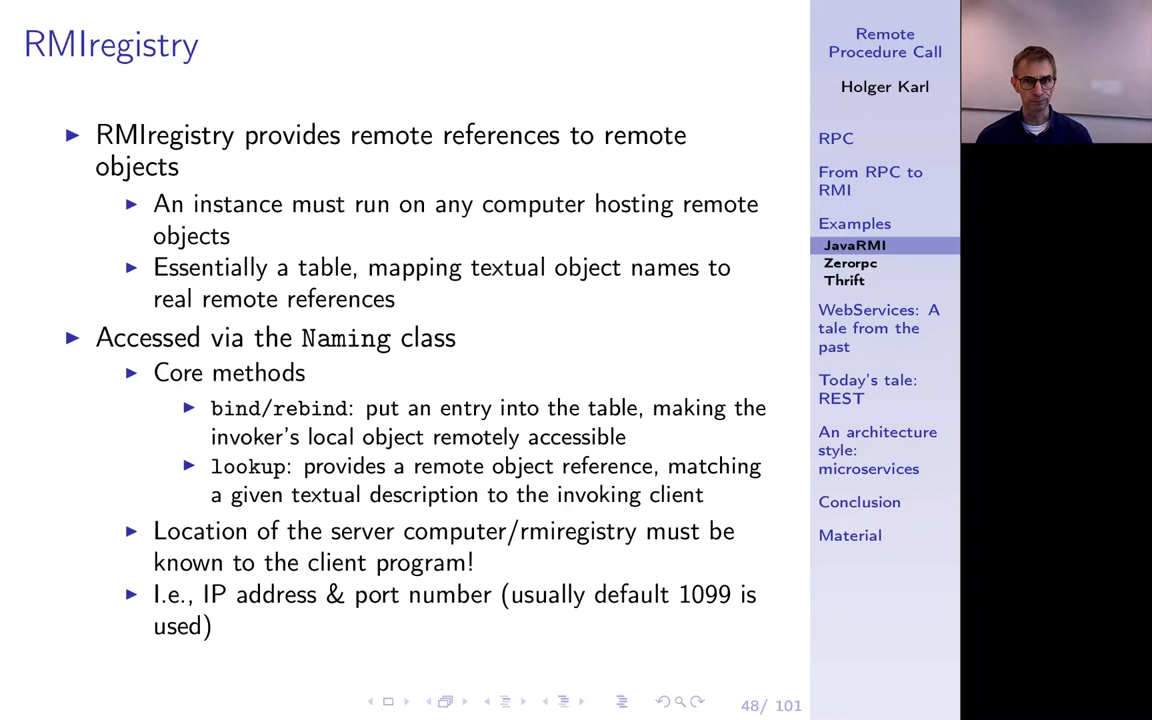 RMIregistry
RMIregistry provides remote references to remote
objects
An instance must run on any computer hosting remote
objects
Essentially a table, mapping textual object names to
real remote references
Accessed via the Naming class
Core methods
bind/rebind: put an entry into the table, making the
invoker's local object remotely accessible
lookup: provides a remote object reference, matching
a given textual description to the invoking client
Location of the server computer/rmiregistry must be
known to the client program!
I.e., IP address & port number (usually default 1099 is
used)
48/ 101
Remote
Procedure Call
Holger Karl
RPC
From RPC to
RMI
Examples
JavaRMI
Zerorpc
Thrift
WebServices: A
tale from the
past
Today's tale:
REST
An architecture
style:
microservices
Conclusion
Material